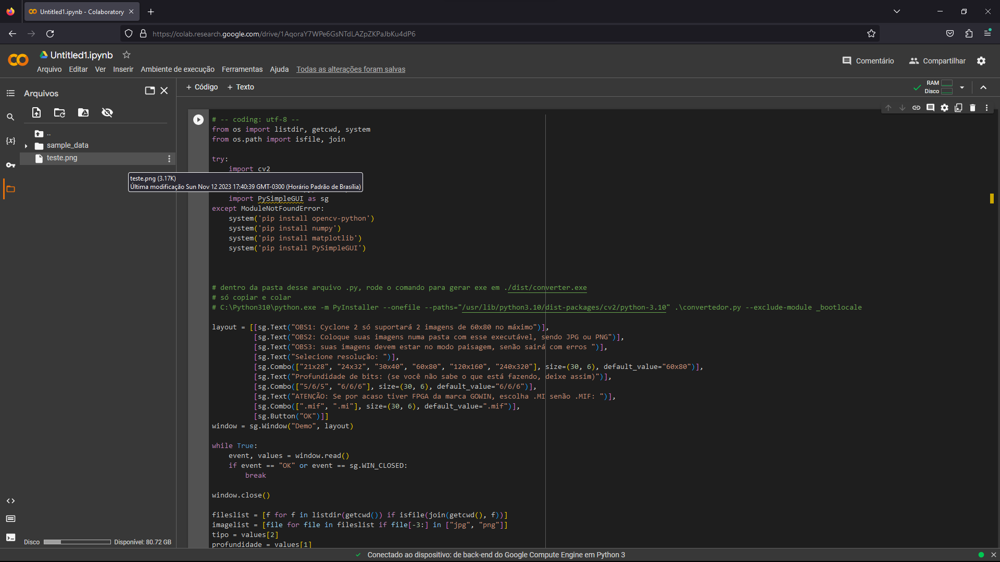 Untitled1.ipynb - Colaboratory
https://colab.research.google.com/drive/1AqoraY7WPe6GsNTdLAZpZKPaJbKu4dP6
Untitled1.ipynb
Arquivo Editar Ver Inserir Ambiente de execução Ferramentas Ajuda Todas as alterações foram salvas
Comentário Compartilhar
Arquivos
+ Código + Texto
RAM
Disco
..
sample_data
teste.png
teste.png (3.17K)
Última modificação Sun Nov 12 2023 17:40:39 GMT-0300 (Horário Padrão de Brasília)
{x}
# -- coding: utf-8 --
from os import listdir, getcwd, system
from os.path import isfile, join
try:
    import cv2
    import PySimpleGUI as sg
except ModuleNotFoundError:
    system('pip install opencv-python')
    system('pip install numpy')
    system('pip install matplotlib')
    system('pip install PySimpleGUI')
# dentro da pasta desse arquivo .py, rode o comando para gerar exe em ./dist/converter.exe
# só copiar e colar
# C:\Python310\python.exe -m PyInstaller --onefile --paths="/usr/lib/python3.10/dist-packages/cv2/python-3.10" .\convertedor.py --exclude-module _bootlocale
layout = [[sg.Text("OBS1: Cyclone 2 só suportará 2 imagens de 60x80 no máximo")],
          [sg.Text("OBS2: Coloque suas imagens numa pasta com esse executável, sendo JPG ou PNG")],
          [sg.Text("OBS3: suas imagens devem estar no modo paisagem, senão sairá com erros ")],
          [sg.Text("Selecione resolução: ")],
          [sg.Combo(["21x28", "24x32", "30x40", "60x80", "120x160", "240x320"], size=(30, 6), default_value="60x80")],
          [sg.Text("Profundidade de bits: (se você não sabe o que está fazendo, deixe assim)")],
          [sg.Combo(["5/6/5", "6/6/6"], size=(30, 6), default_value="6/6/6")],
          [sg.Text("ATENÇÃO: Se por acaso tiver FPGA da marca GOWIN, escolha .MI senão .MIF: ")],
          [sg.Combo([".mif", ".mi"], size=(30, 6), default_value=".mif")],
          [sg.Button("OK")]]
window = sg.Window("Demo", layout)
while True:
    event, values = window.read()
    if event == "OK" or event == sg.WIN_CLOSED:
        break
window.close()
fileslist = [f for f in listdir(getcwd()) if isfile(join(getcwd(), f))]
imagelist = [file for file in fileslist if file[-3:] in ["jpg", "png"]]
tipo = values[2]
profundidade = values[1]
Disco Disponível: 80.72 GB
Conectado ao dispositivo: de back-end do Google Compute Engine em Python 3